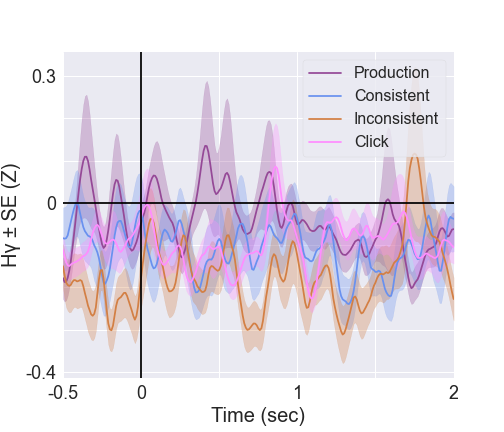 Production
Consistent
Inconsistent
Click
0.3
0
-0.4
Hγ ± SE (Z)
-0.5
0
1
2
Time (sec)